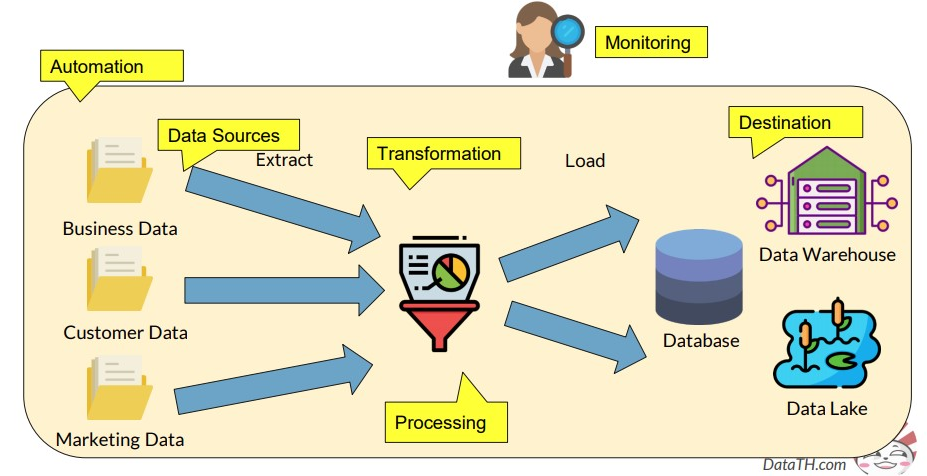 Monitoring
Automation
Data Sources
Extract
Transformation
Load
Destination
Business Data
Customer Data
Marketing Data
Processing
Database
Data Warehouse
Data Lake
DataTH.com